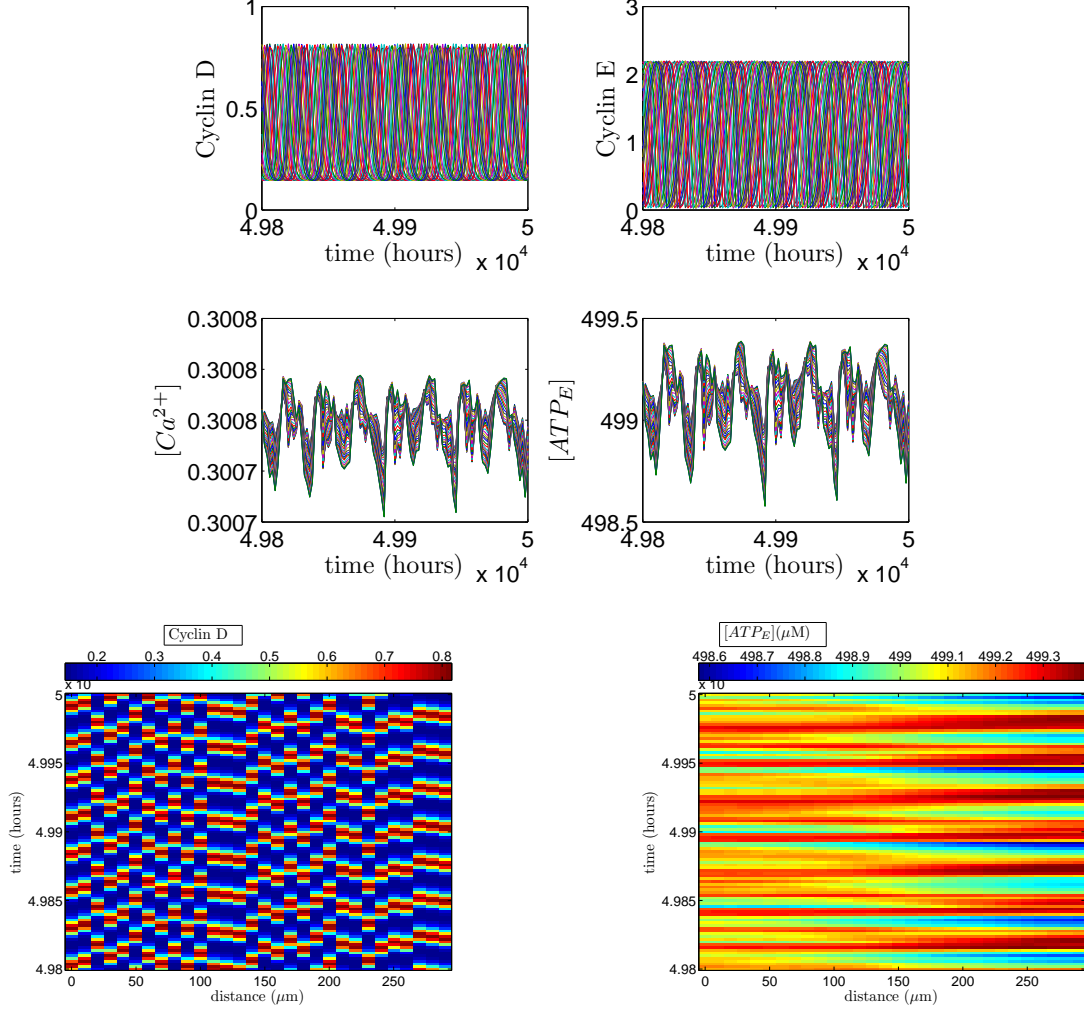 1
0.5
0
Cyclin D
4.98
4.99
5
time (hours)
x 10^4
3
2
1
0
Cyclin E
4.98
4.99
5
time (hours)
x 10^4
0.3008
0.3008
0.3008
0.3007
0.3007
[Ca^{2+}]
4.98
4.99
5
time (hours)
x 10^4
499.5
499
498.5
[ATP_E]
4.98
4.99
5
time (hours)
x 10^4
Cyclin D
0.2 0.3 0.4 0.5 0.6 0.7 0.8
x 10
5
4.995
4.99
4.985
4.98
time (hours)
0 50 100 150 200 250
distance (μm)
[ATP_E](μM)
498.6 498.7 498.8 498.9 499 499.1 499.2 499.3
x 10
5
4.995
4.99
4.985
4.98
time (hours)
0 50 100 150 200 250
distance (μm)